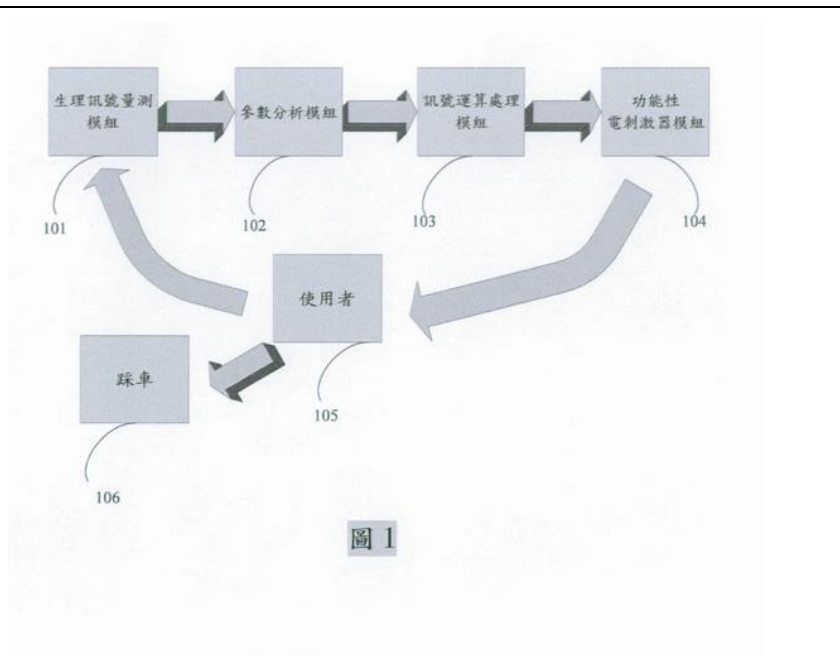 生理訊號量測
模組
參數分析模組
訊號運算處理
模組
功能性
電刺激器模組
101
102
103
104
使用者
踩車
105
106
圖 1